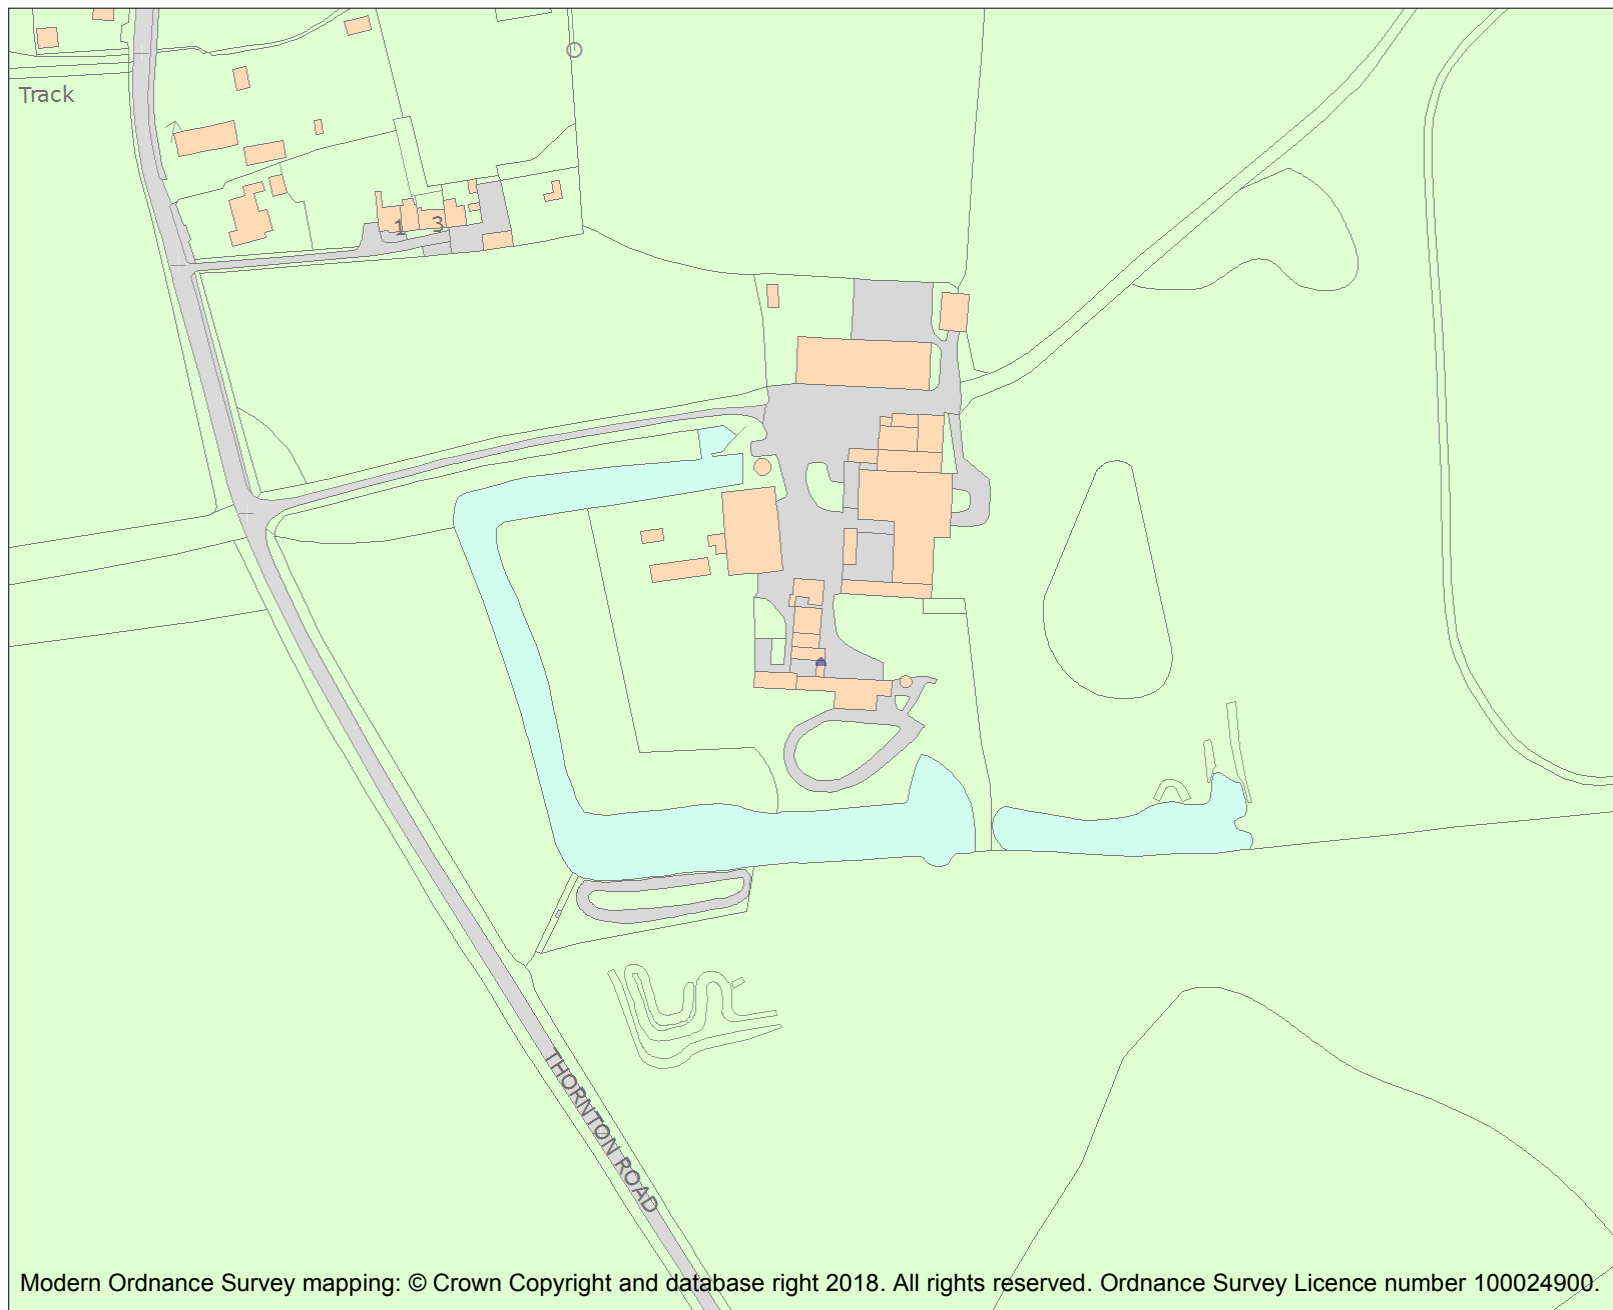 Track
1
3
THORNTON ROAD
Modern Ordnance Survey mapping: © Crown Copyright and database right 2018. All rights reserved. Ordnance Survey Licence number 100024900.